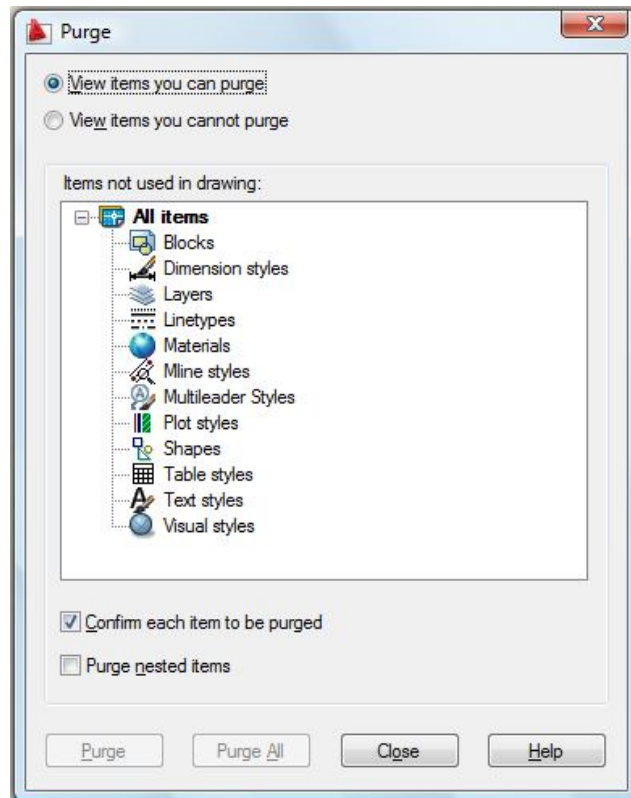 Purge
View items you can purge
View items you cannot purge
Items not used in drawing:
All items
Blocks
Dimension styles
Layers
Linetypes
Materials
Mline styles
Multileader Styles
Plot styles
Shapes
Table styles
Text styles
Visual styles
Confirm each item to be purged
Purge nested items
Purge Purge All Close Help